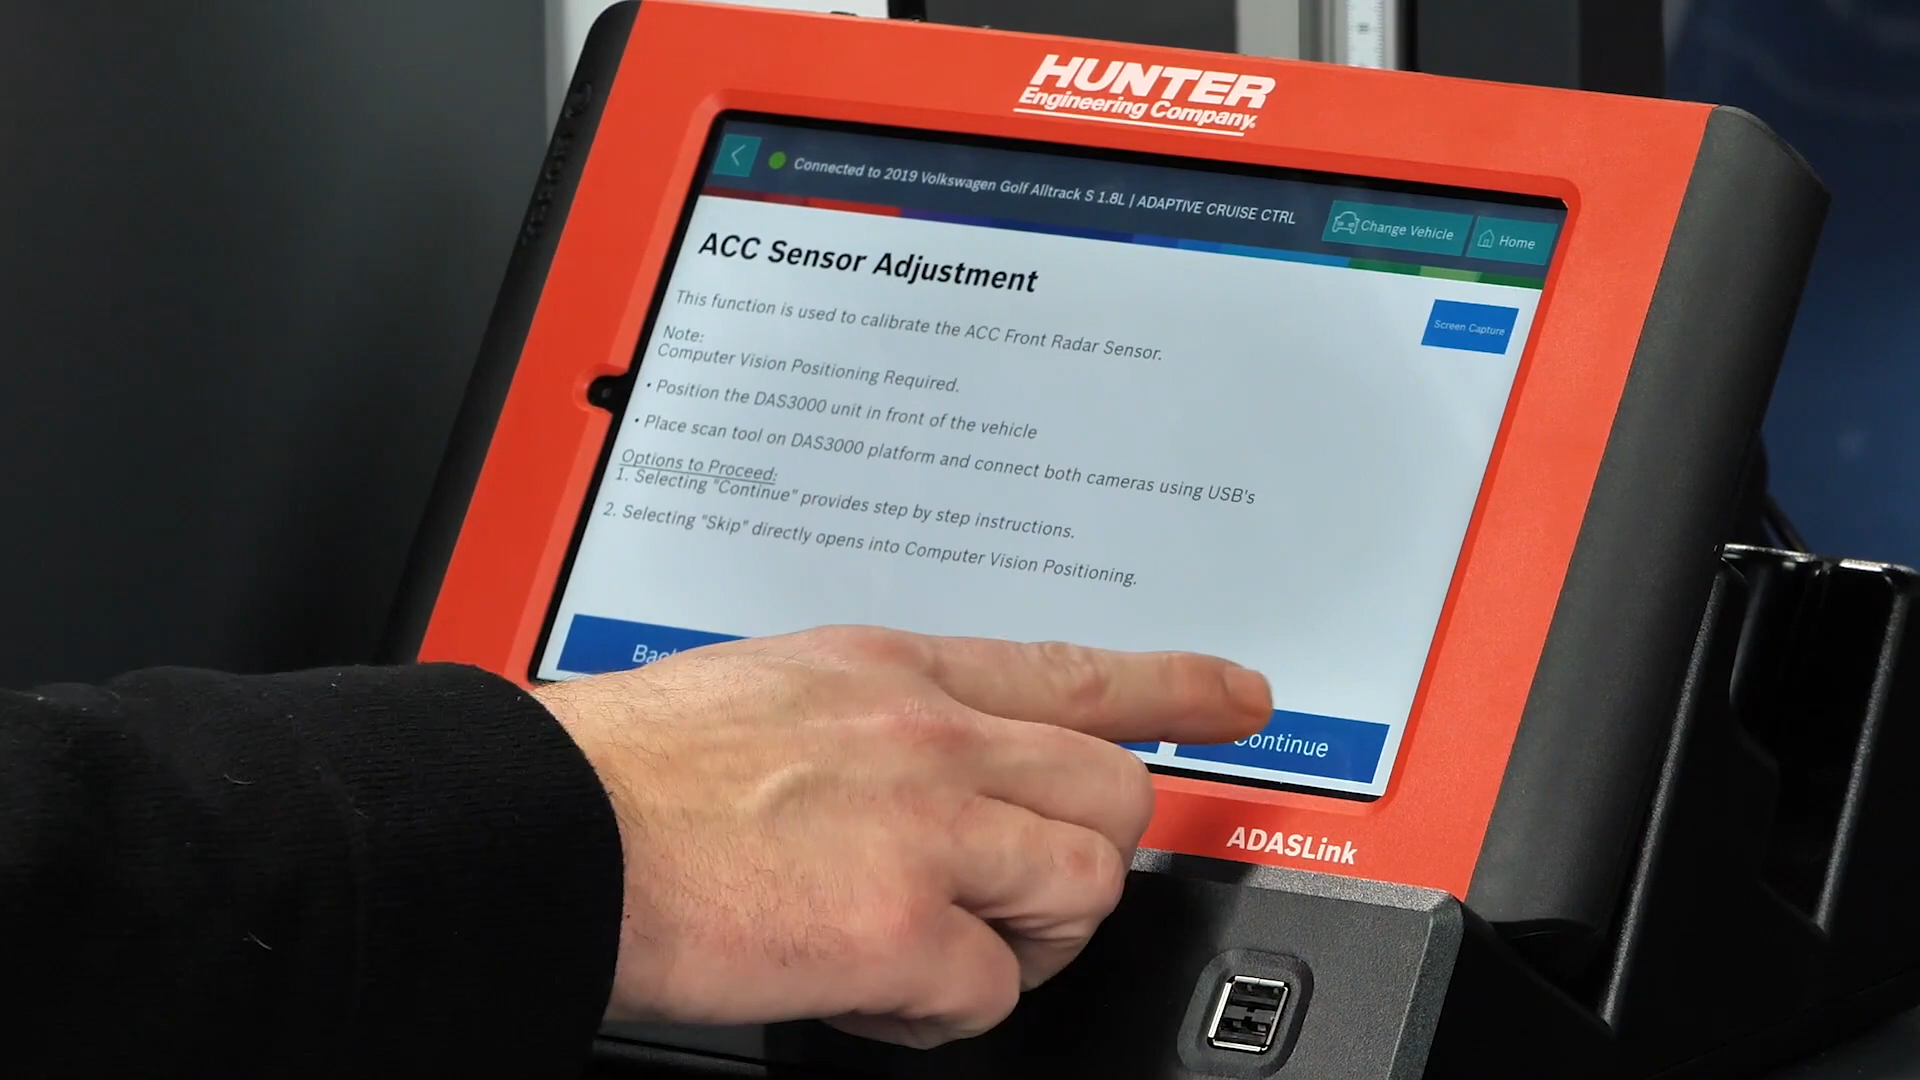 HUNTER
Engineering Company
Connected to 2019 Volkswagen Golf Alltrack S 1.8L | ADAPTIVE CRUISE CTRL
Change Vehicle
Home
ACC Sensor Adjustment
Screen Capture
This function is used to calibrate the ACC Front Radar Sensor.
Note:
Computer Vision Positioning Required.
• Position the DAS3000 unit in front of the vehicle
• Place scan tool on DAS3000 platform and connect both cameras using USB's
Options to Proceed:
1. Selecting "Continue" provides step by step instructions.
2. Selecting "Skip" directly opens into Computer Vision Positioning.
Continue
ADASLink